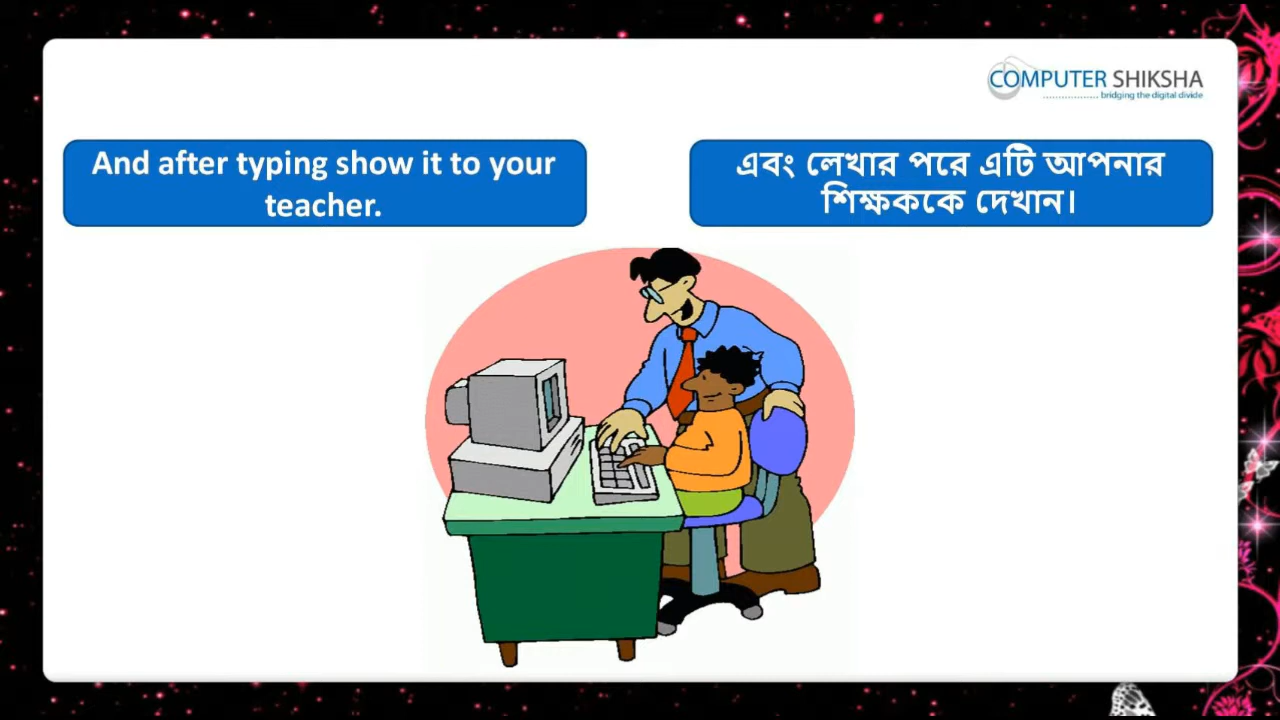 COMPUTER SHIKSHA
bridging the digital divide
And after typing show it to your
teacher.
এবং লেখার পরে এটি আপনার
শিক্ষককে দেখান।